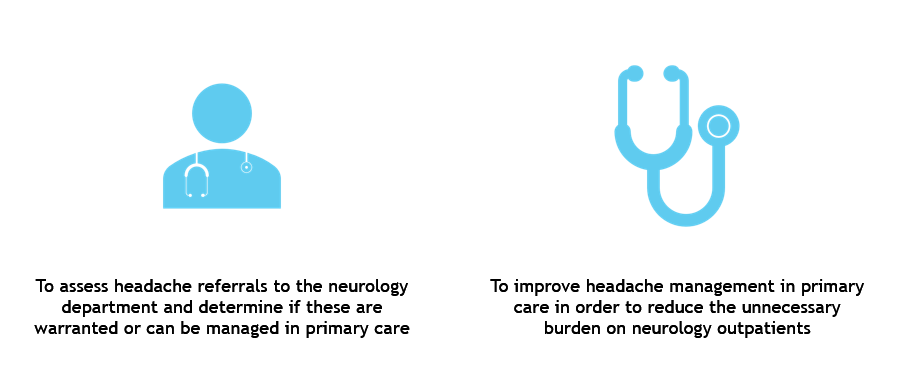 To assess headache referrals to the neurology
department and determine if these are
warranted or can be managed in primary care
To improve headache management in primary
care in order to reduce the unnecessary
burden on neurology outpatients